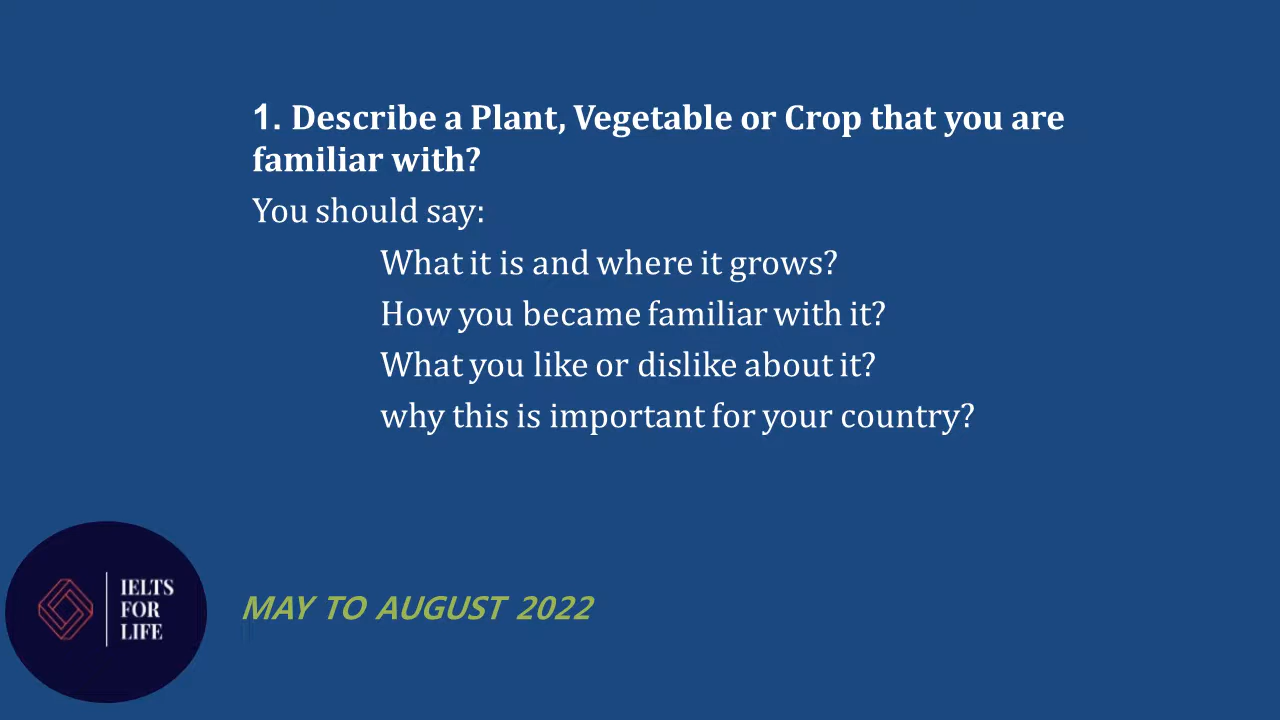 1. Describe a Plant, Vegetable or Crop that you are
familiar with?
You should say:
What it is and where it grows?
How you became familiar with it?
What you like or dislike about it?
why this is important for your country?
IELTS
FOR
LIFE
MAY TO AUGUST 2022